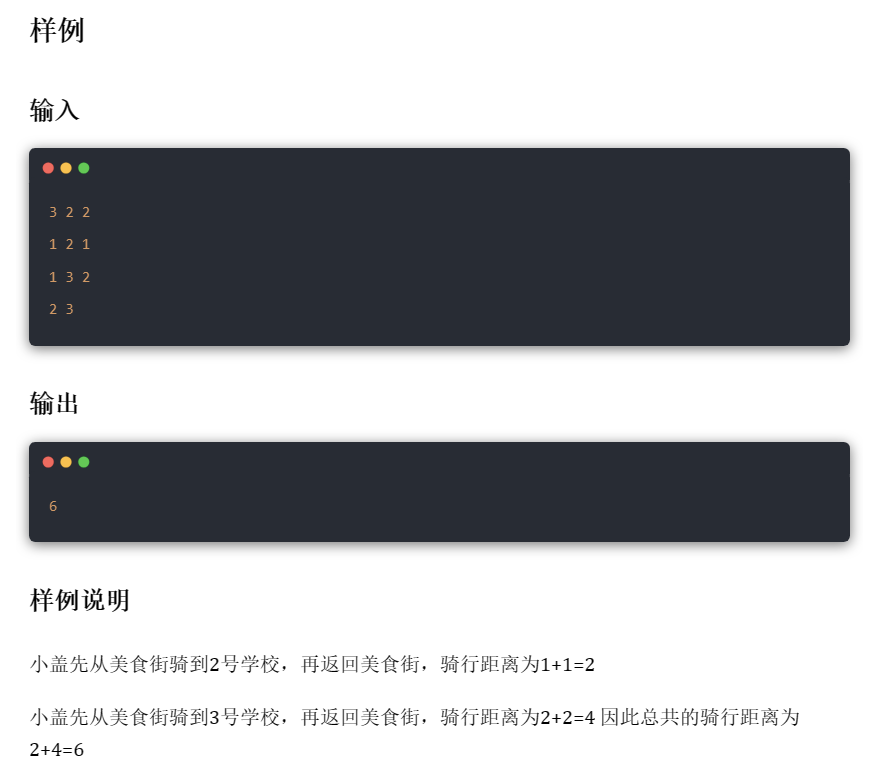 样例
输入
3 2 2
1 2 1
1 3 2
2 3
输出
6
样例说明
小盖先从美食街骑到2号学校，再返回美食街，骑行距离为1+1=2
小盖先从美食街骑到3号学校，再返回美食街，骑行距离为2+2=4 因此总共的骑行距离为
2+4=6